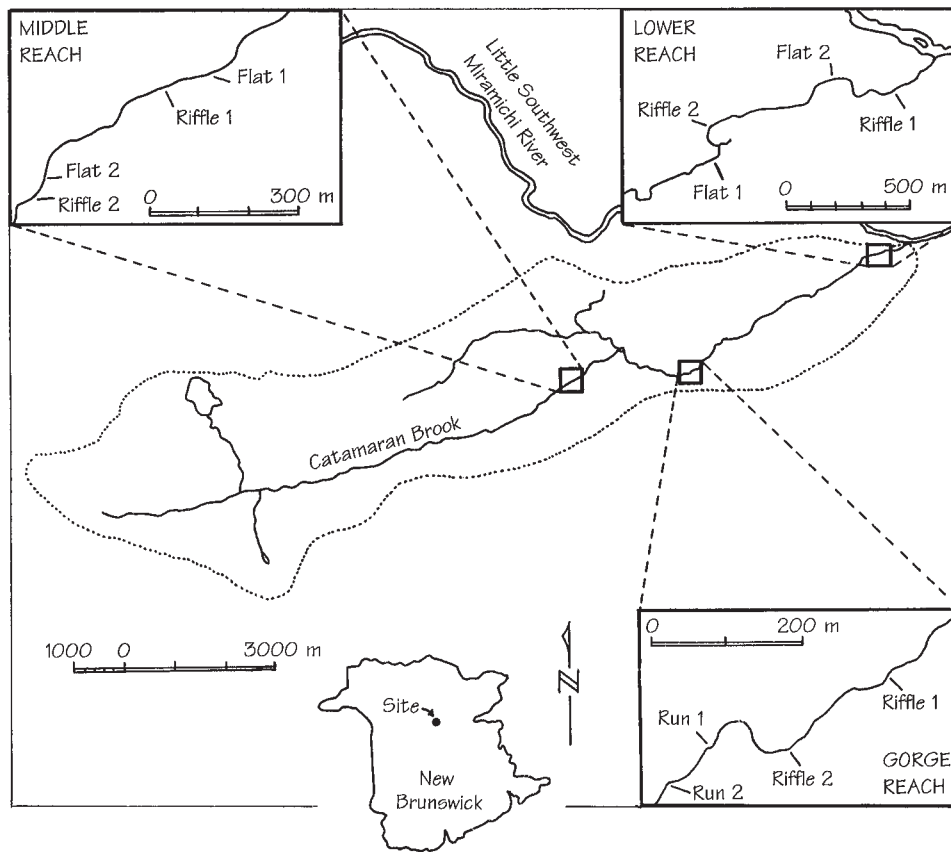 MIDDLE
REACH
Flat 1
Riffle 1
Flat 2
Riffle 2
0 300 m
Little Southwest
Miramichi River
LOWER
REACH
Flat 2
Riffle 2
Riffle 1
Flat 1
0 500 m
Catamaran Brook
1000 0 3000 m
N
Site
New
Brunswick
0 200 m
Riffle 1
Run 1
Riffle 2
Run 2
GORGE
REACH